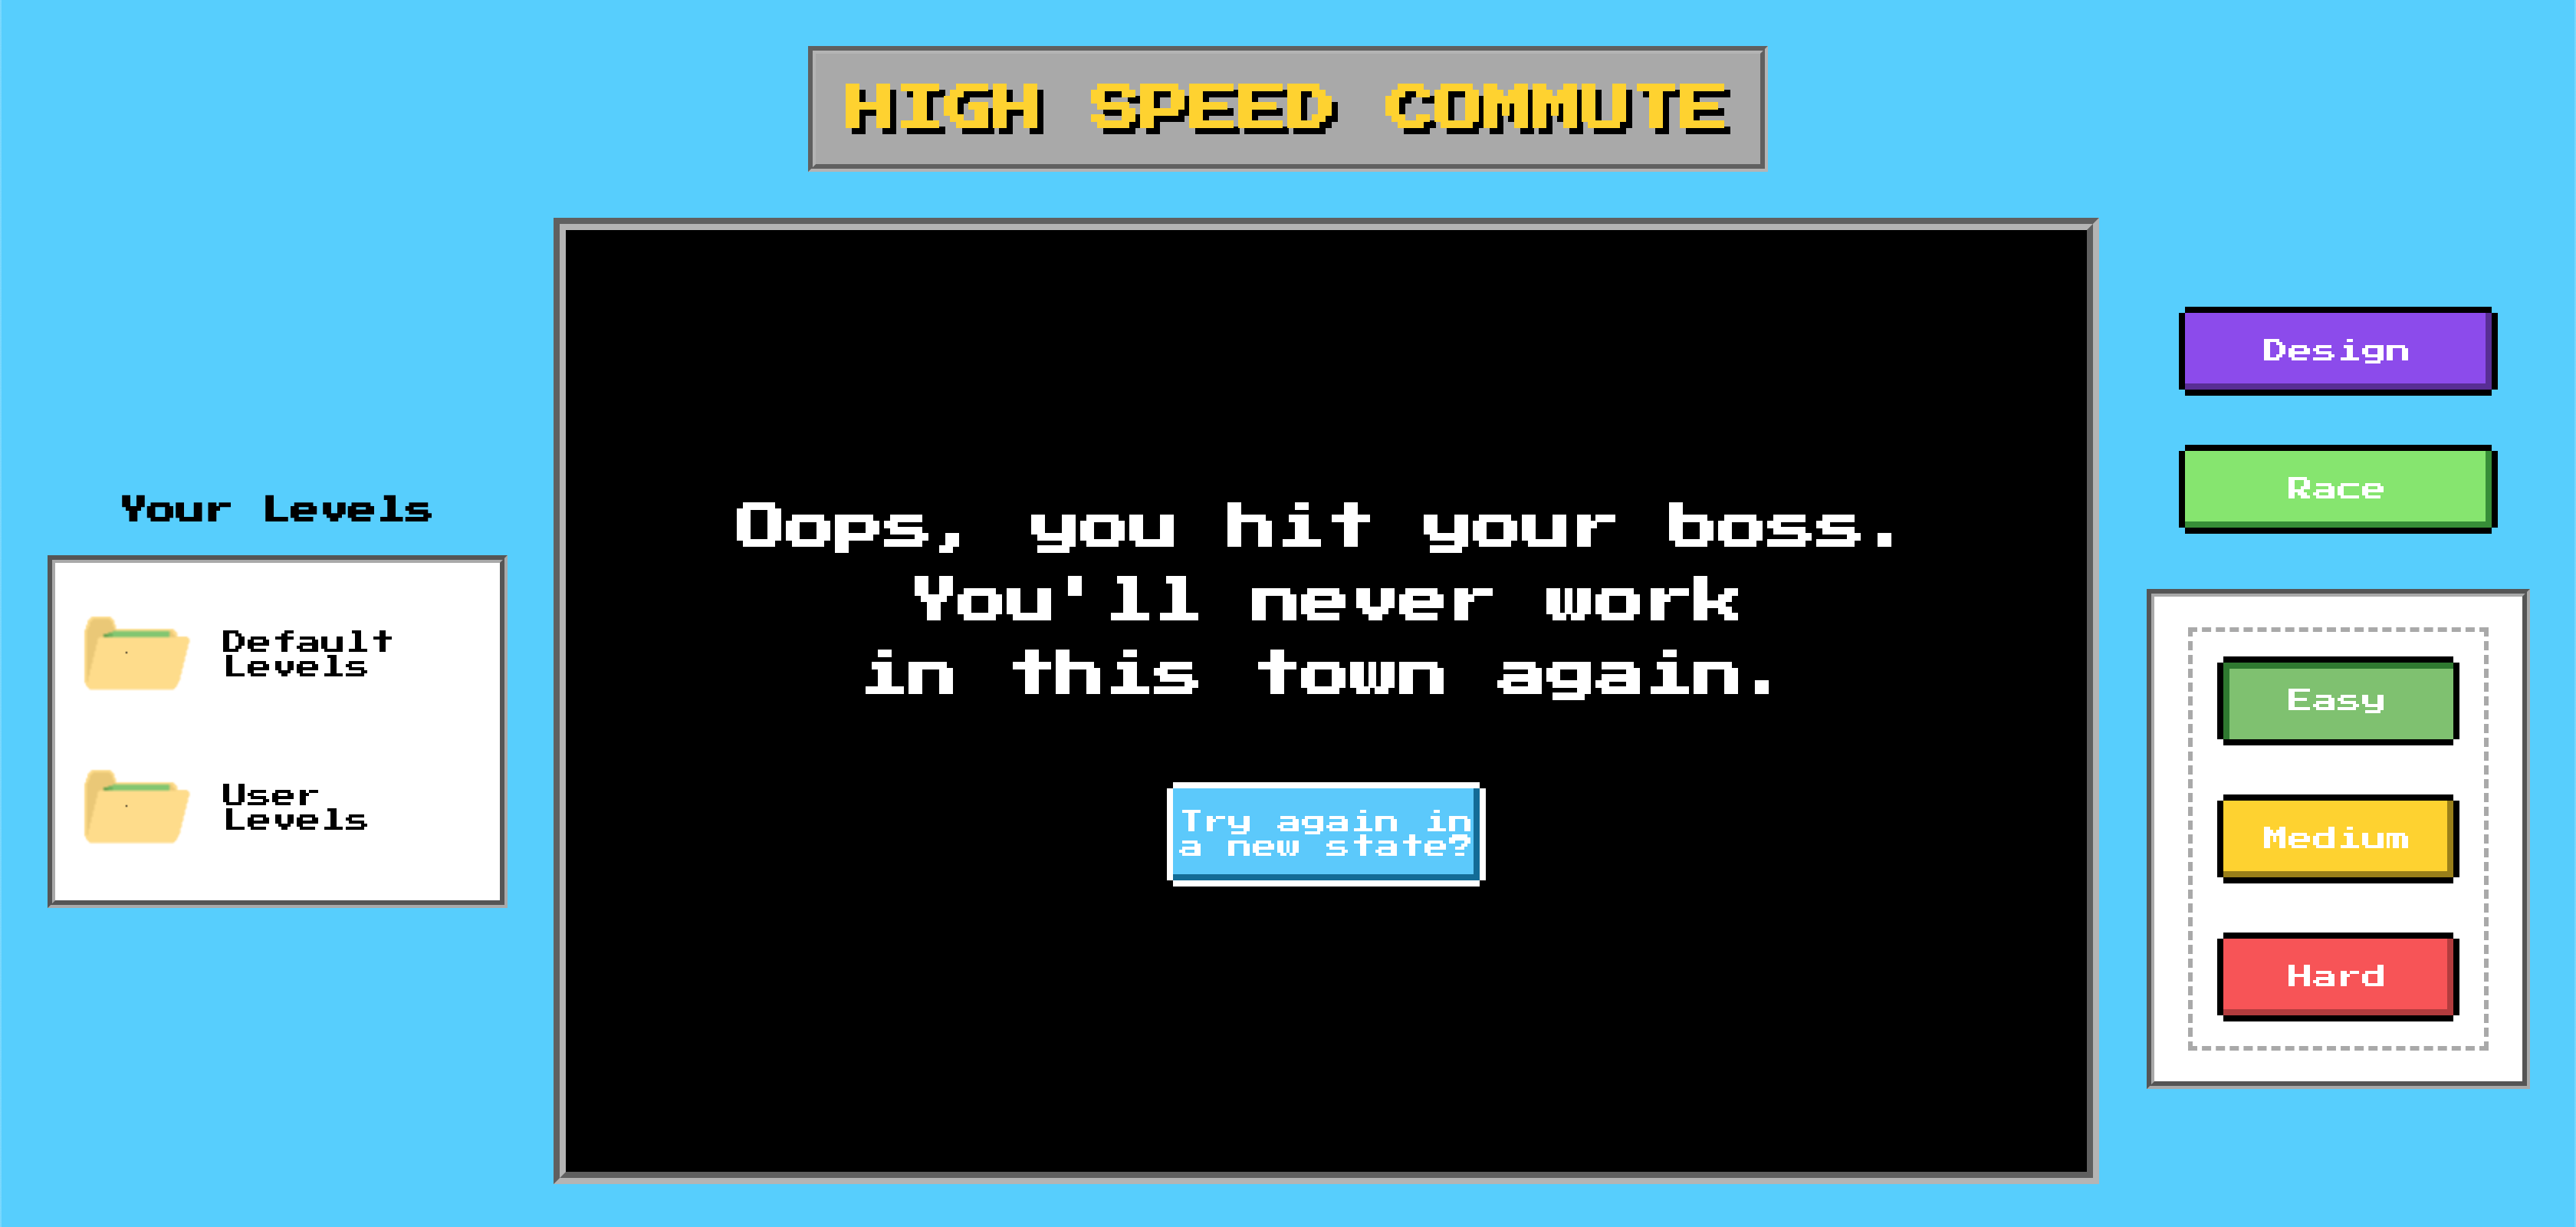 HIGH SPEED COMMUTE
Your Levels
Default
Levels
User
Levels
Oops, you hit your boss.
You'll never work
in this town again.
Try again in
a new state?
Design
Race
Easy
Medium
Hard